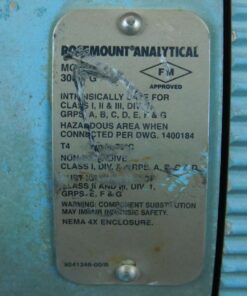 ROSEMOUNT ANALYTICAL
FM
APPROVED
INTRINSICALLY SAFE FOR
CLASS I, II & III, DIV.
GRPS. A, B, C, D, E, F & G
HAZARDOUS AREA WHEN
CONNECTED PER DWG. 1400184
T4
CLASS I, DIV. & GRPS. A, B, C & D
CLASS II AND III, DIV. 1,
GRPS. E, F & G
WARNING: COMPONENT SUBSTITUTION
MAY IMPAIR INTRINSIC SAFETY.
NEMA 4X ENCLOSURE.